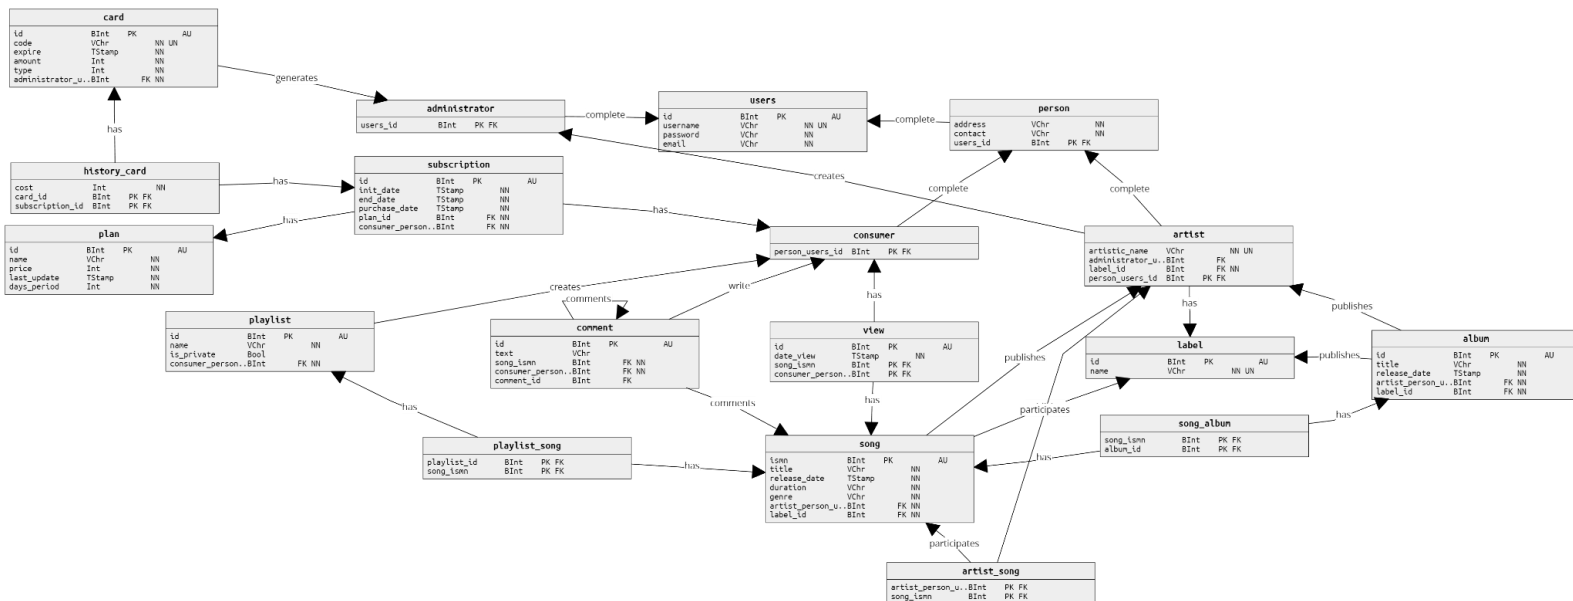 card
id BInt PK AU
code VChr NN UN
expire TStamp NN
amount Int NN
type Int NN
administrator_u..BInt FK NN
generates
administrator
users_id BInt PK FK
complete
users
id BInt PK AU
username VChr NN UN
password VChr NN
email VChr NN
complete
person
address VChr NN
contact VChr NN
users_id BInt PK FK
has
history_card
cost Int NN
card_id BInt PK FK
subscription_id BInt PK FK
has
subscription
id BInt PK AU
init_date TStamp NN
end_date TStamp NN
purchase_date TStamp NN
plan_id BInt FK NN
consumer_person..BInt FK NN
has
creates
complete
complete
has
plan
id BInt PK AU
name VChr NN
price Int NN
last_update TStamp NN
days_period Int NN
consumer
person_users_id BInt PK FK
artist
artistic_name VChr NN UN
administrator_u..BInt FK
label_id BInt FK NN
person_users_id BInt PK FK
creates
comments
write
has
has
publishes
playlist
id BInt PK AU
name VChr NN
is_private Bool
consumer_person..BInt FK NN
comment
id BInt PK AU
text VChr
song_ismn BInt FK NN
consumer_person..BInt FK NN
comment_id BInt FK
view
id BInt PK AU
date_view TStamp NN
song_ismn BInt PK FK
consumer_person..BInt PK FK
publishes
label
id BInt PK AU
name VChr NN UN
publishes
album
id BInt PK AU
title VChr NN
release_date TStamp NN
artist_person_u..BInt FK NN
label_id BInt FK NN
has
comments
has
participates
has
playlist_song
playlist_id BInt PK FK
song_ismn BInt PK FK
has
song
ismn BInt PK AU
title VChr NN
release_date TStamp NN
duration VChr NN
genre VChr NN
artist_person_u..BInt FK NN
label_id BInt FK NN
has
song_album
song_ismn BInt PK FK
album_id BInt PK FK
participates
artist_song
artist_person_u..BInt PK FK
song_ismn BInt PK FK